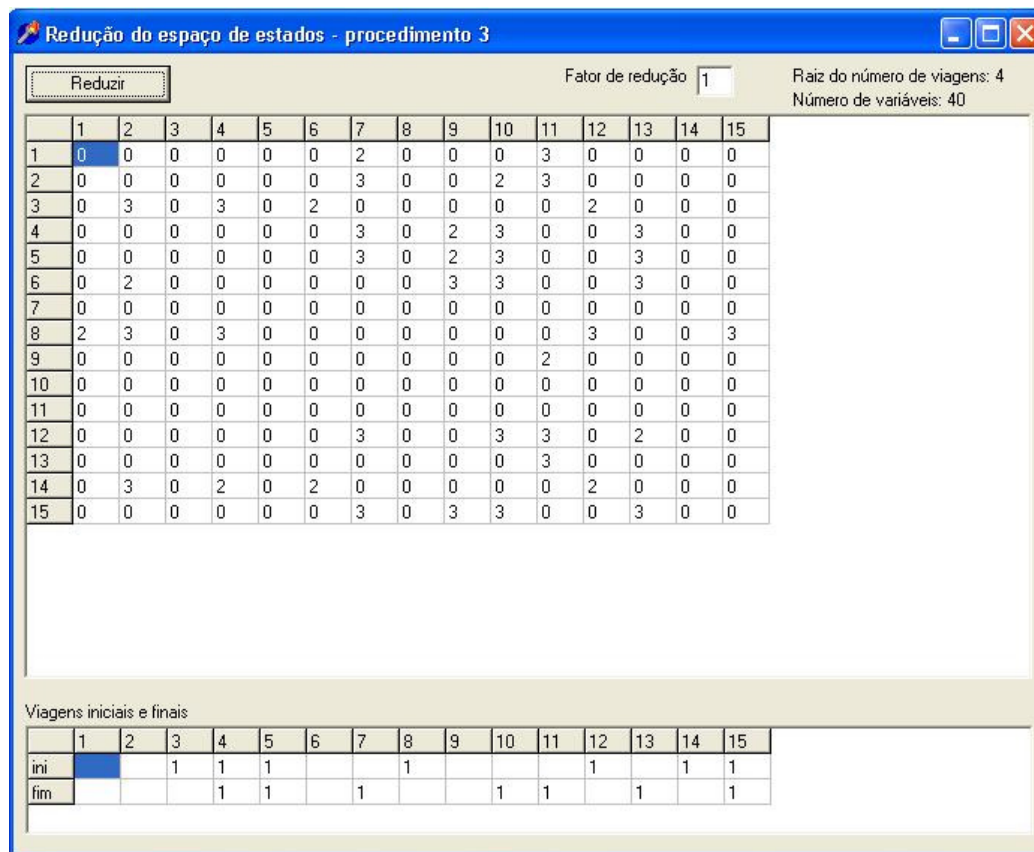 Redução do espaço de estados - procedimento 3
Reduzir
Fator de redução 1
Raiz do número de viagens: 4
Número de variáveis: 40
1 2 3 4 5 6 7 8 9 10 11 12 13 14 15
1 0 0 0 0 0 0 2 0 0 0 3 0 0 0 0
2 0 0 0 0 0 0 3 0 0 2 3 0 0 0 0
3 0 3 0 3 0 2 0 0 0 0 0 2 0 0 0
4 0 0 0 0 0 0 3 0 2 3 0 0 3 0 0
5 0 0 0 0 0 0 3 0 2 3 0 0 3 0 0
6 0 2 0 0 0 0 0 0 3 3 0 0 3 0 0
7 0 0 0 0 0 0 0 0 0 0 0 0 0 0 0
8 2 3 0 3 0 0 0 0 0 0 0 3 0 0 3
9 0 0 0 0 0 0 0 0 0 0 2 0 0 0 0
10 0 0 0 0 0 0 0 0 0 0 0 0 0 0 0
11 0 0 0 0 0 0 0 0 0 0 0 0 0 0 0
12 0 0 0 0 0 0 3 0 0 3 3 0 2 0 0
13 0 0 0 0 0 0 0 0 0 0 3 0 0 0 0
14 0 3 0 2 0 2 0 0 0 0 0 2 0 0 0
15 0 0 0 0 0 0 3 0 3 3 0 0 3 0 0
Viagens iniciais e finais
1 2 3 4 5 6 7 8 9 10 11 12 13 14 15
ini 1 1 1 1 1 1 1
fim 1 1 1 1 1 1 1